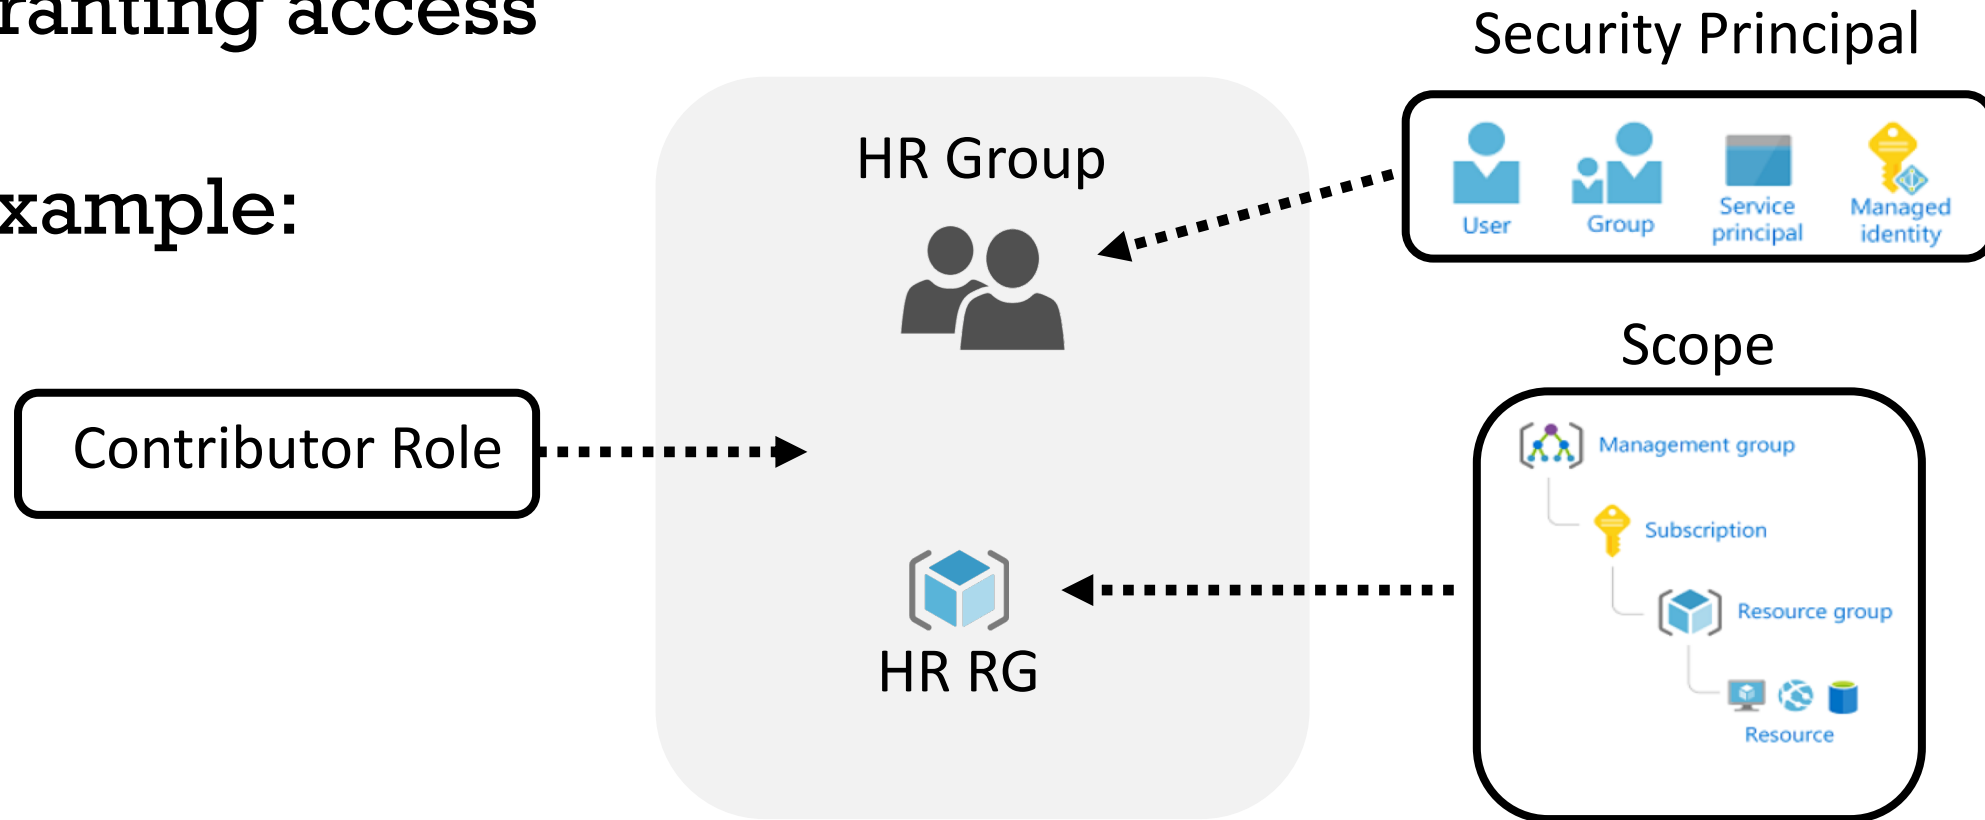 ranting access
xample:
Contributor Role
HR Group
HR RG
Security Principal
User
Group
Service
principal
Managed
identity
Scope
Management group
Subscription
Resource group
Resource